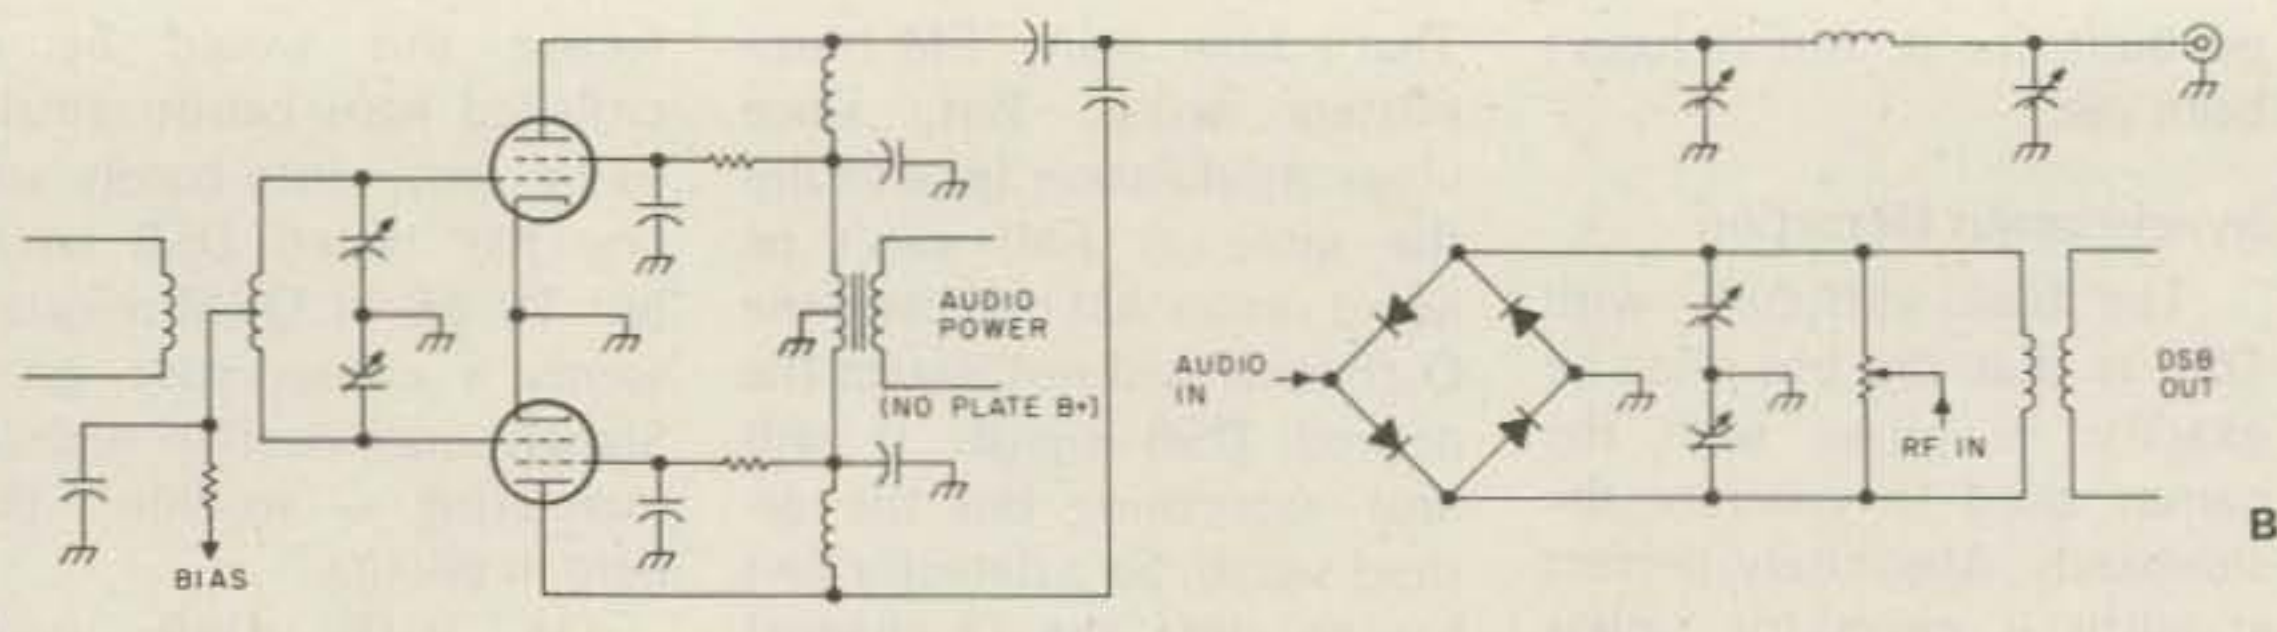 AUDIO
POWER
(NO PLATE B+)
BIAS
AUDIO
IN
RF IN
DSB
OUT
B